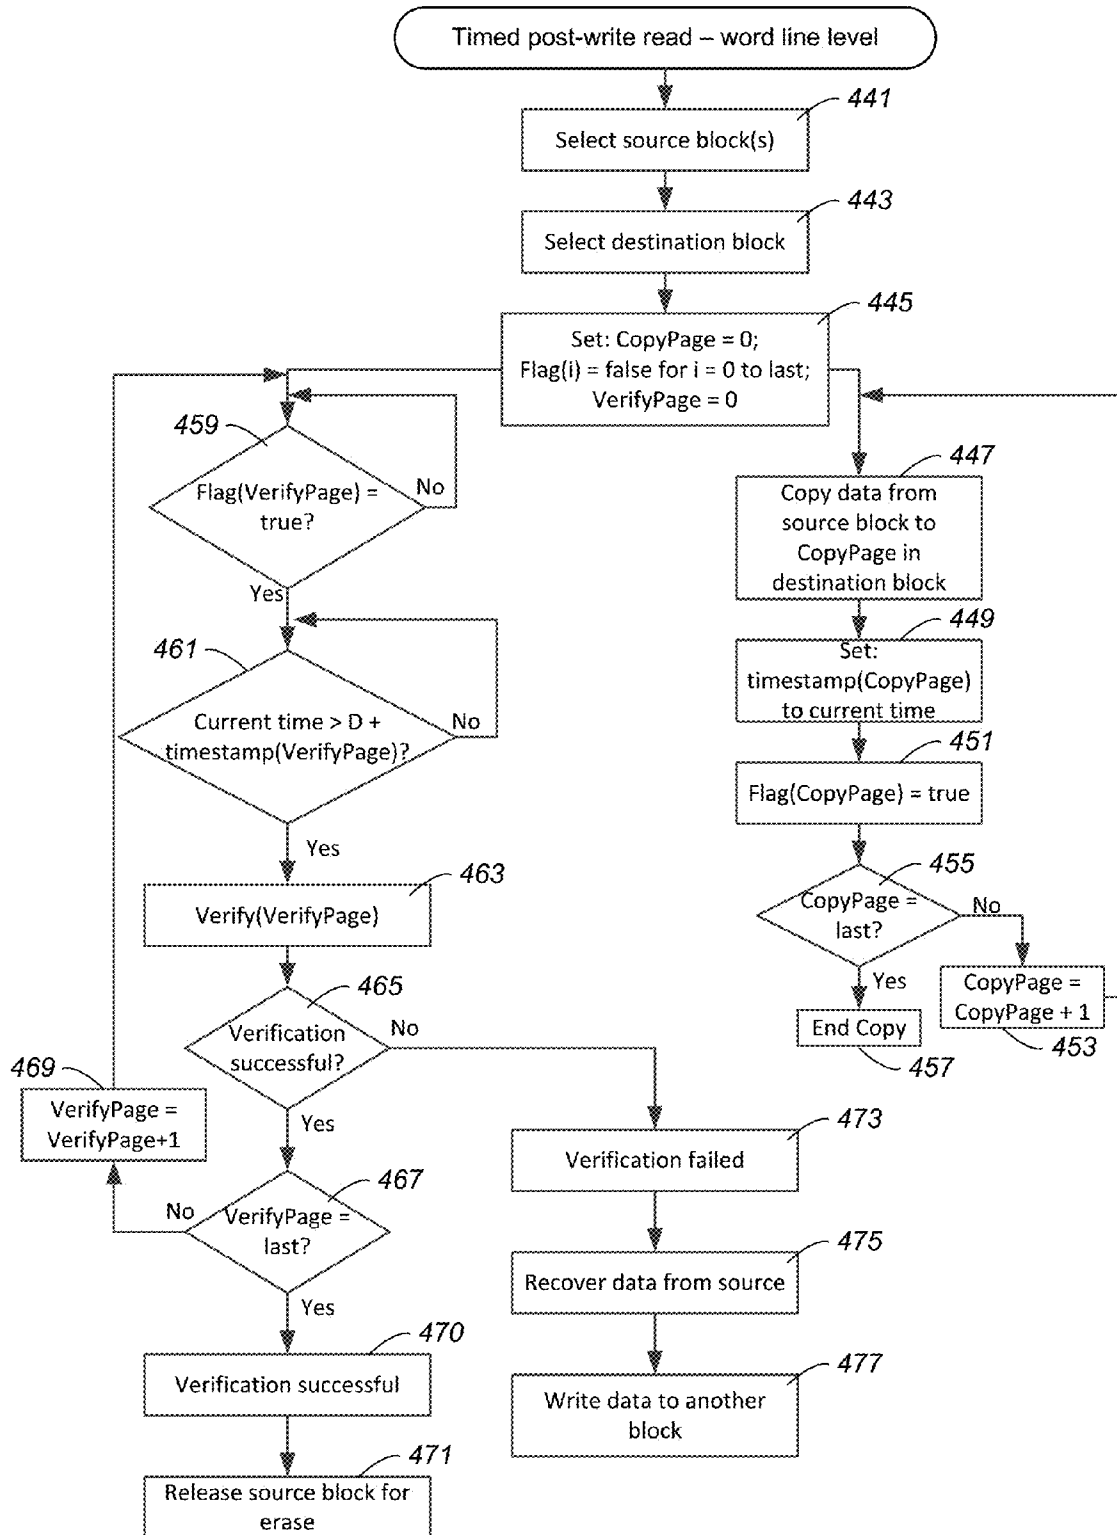 Timed post-write read – word line level
441
Select source block(s)
443
Select destination block
445
Set: CopyPage = 0;
Flag(i) = false for i = 0 to last;
VerifyPage = 0
459
Flag(VerifyPage) =
true?
No
Yes
447
Copy data from
source block to
CopyPage in
destination block
449
Set:
timestamp(CopyPage)
to current time
461
Current time > D +
timestamp(VerifyPage)?
No
Yes
451
Flag(CopyPage) = true
455
CopyPage =
last?
No
Yes
CopyPage =
CopyPage + 1
453
End Copy
457
463
Verify(VerifyPage)
465
Verification
successful?
No
Yes
469
VerifyPage =
VerifyPage+1
467
VerifyPage =
last?
No
Yes
473
Verification failed
475
Recover data from source
477
Write data to another
block
470
Verification successful
471
Release source block for
erase